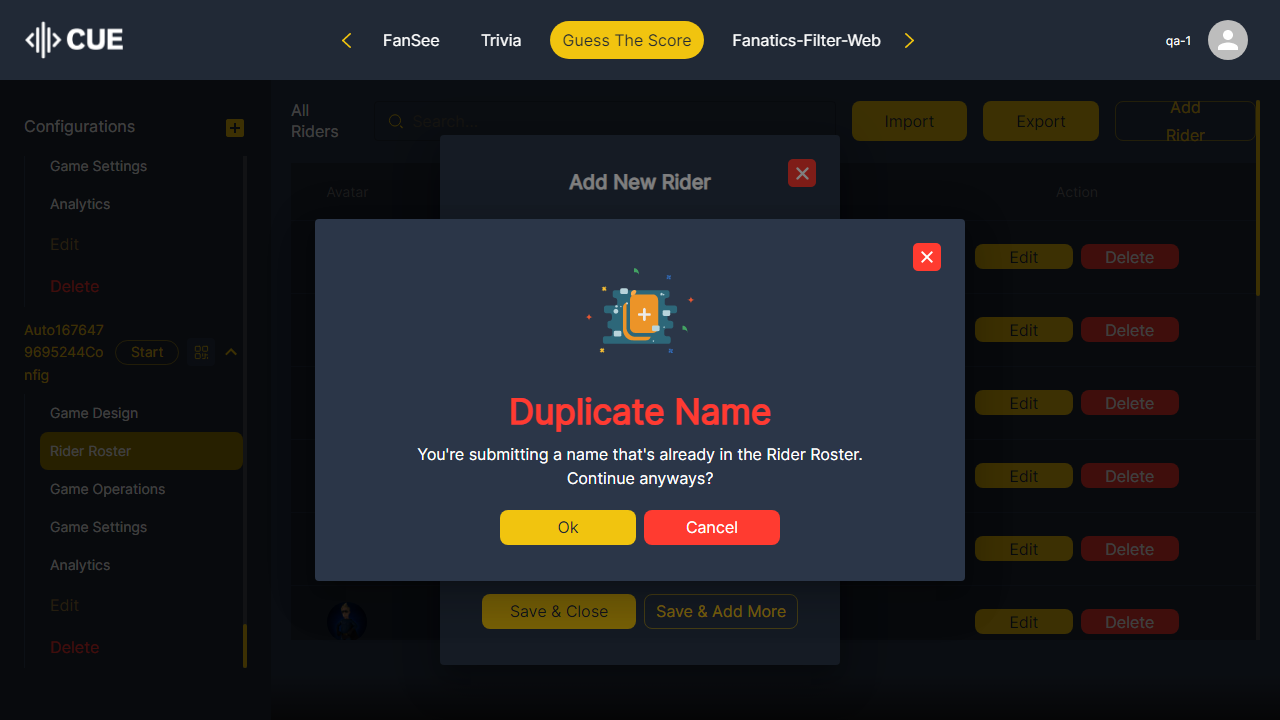 CUE
FanSee
Trivia
Guess The Score
Fanatics-Filter-Web
qa-1
Configurations
Game Settings
Analytics
Edit
Delete
Auto167647
9695244Co
nfig
Start
Game Design
Rider Roster
Game Operations
Game Settings
Analytics
Edit
Delete
All
Riders
Search...
Import
Export
Add
Rider
Avatar
Action
Edit Delete
Edit Delete
Edit Delete
Edit Delete
Edit Delete
Edit Delete
Add New Rider
Duplicate Name
You're submitting a name that's already in the Rider Roster.
Continue anyways?
Ok
Cancel
Save & Close
Save & Add More